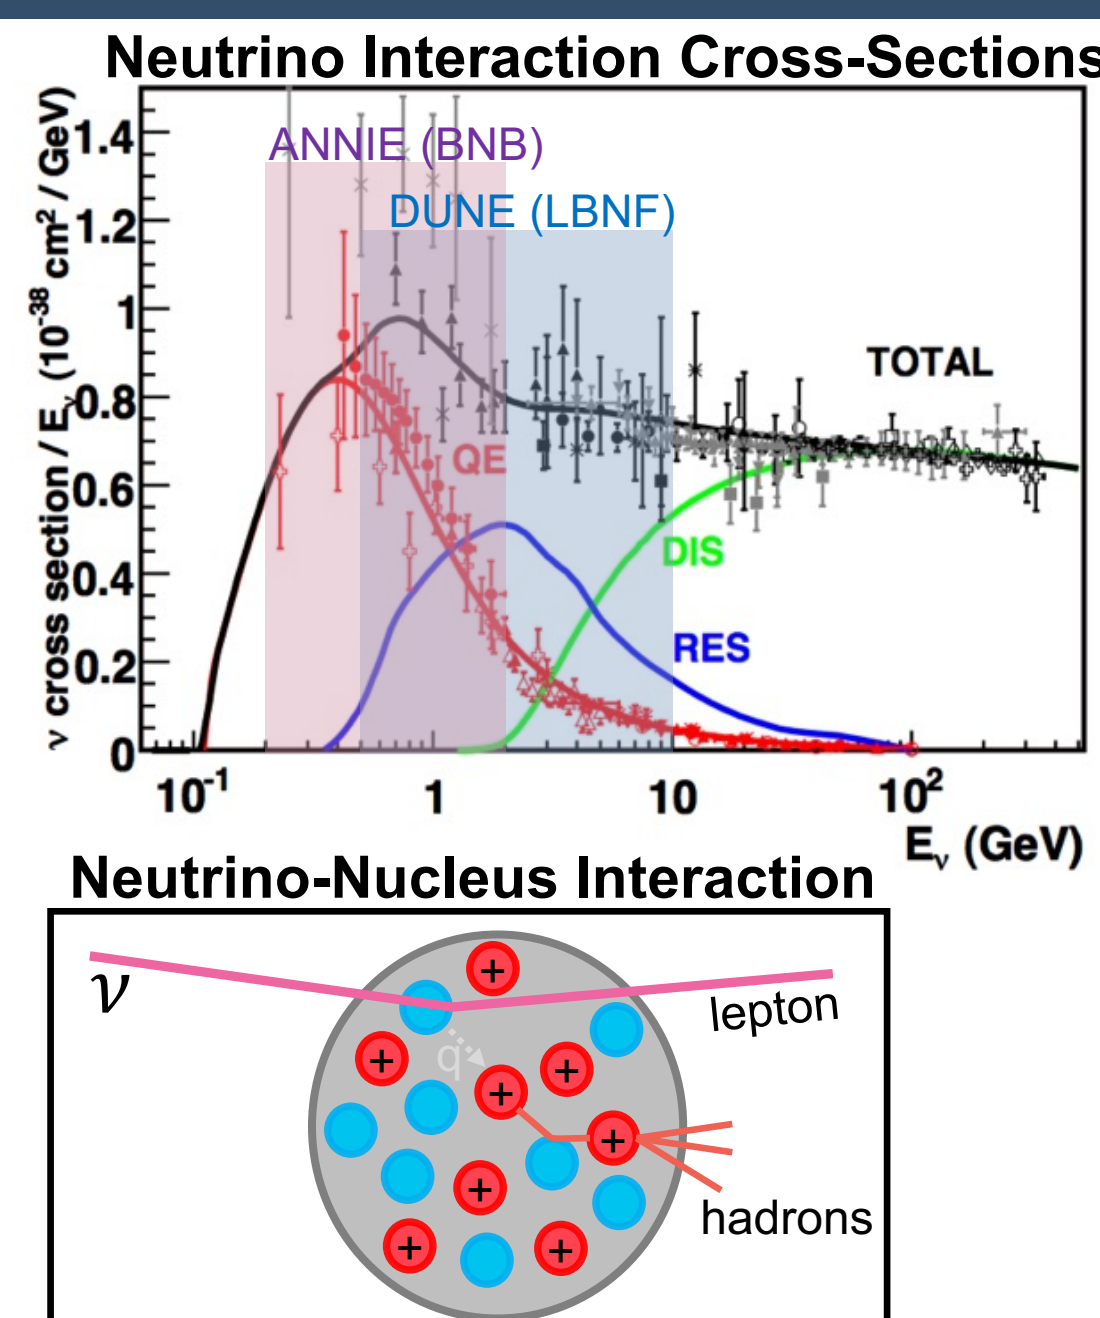 Neutrino Interaction Cross-Sections
ν cross section / Eν (10⁻³⁸ cm² / GeV)
1.4
1.2
1
0.8
0.6
0.4
0.2
0
ANNIE (BNB)
DUNE (LBNF)
TOTAL
QE
DIS
RES
10⁻¹
1
10
10²
Eν (GeV)
Neutrino-Nucleus Interaction
ν
lepton
q
+
+
+
+
+
+
+
+
+
hadrons